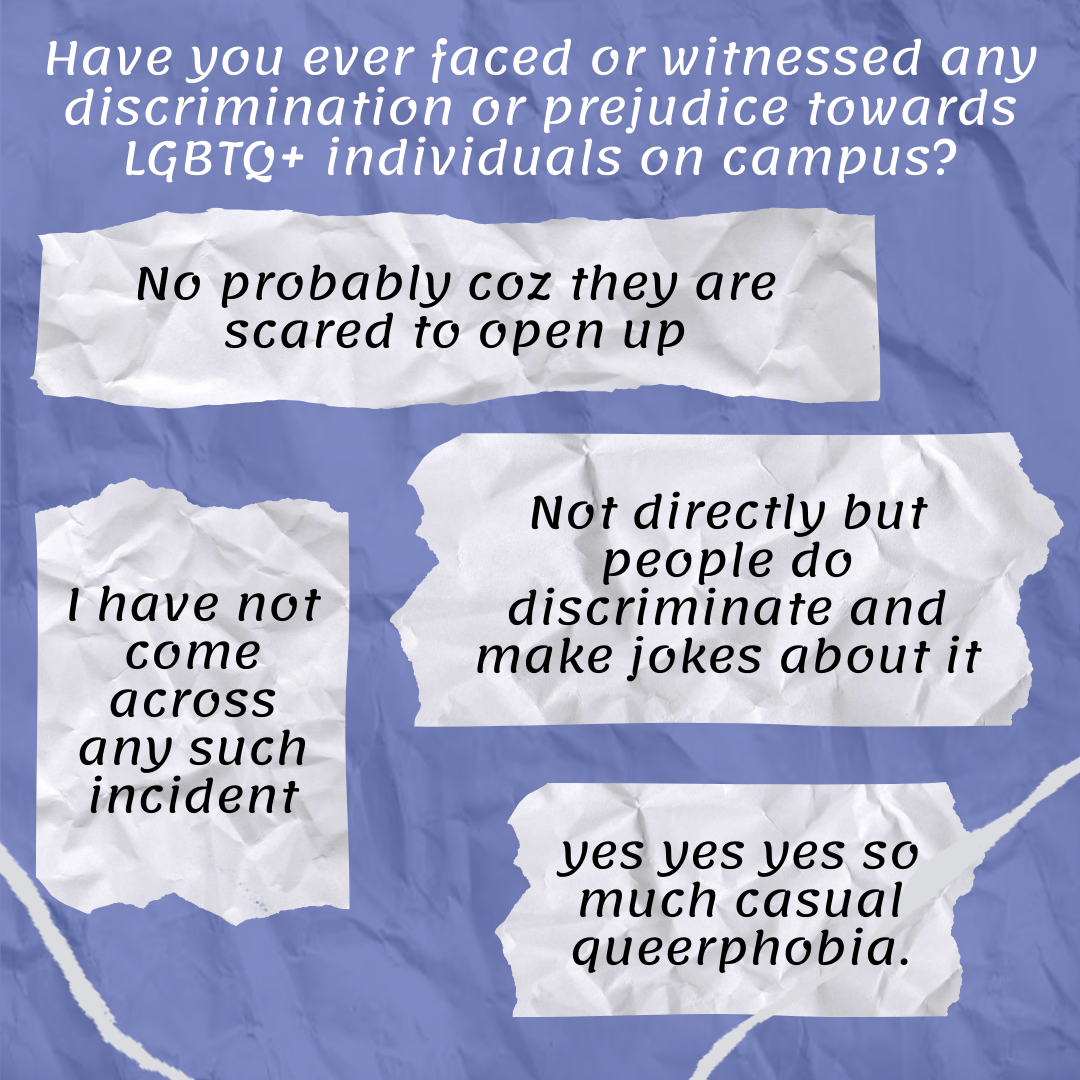 Have you ever faced or witnessed any
discrimination or prejudice towards
LGBTQ+ individuals on campus?
No probably coz they are
scared to open up
Not directly but
people do
discriminate and
make jokes about it
I have not
come
across
any such
incident
yes yes yes so
much casual
queerphobia.